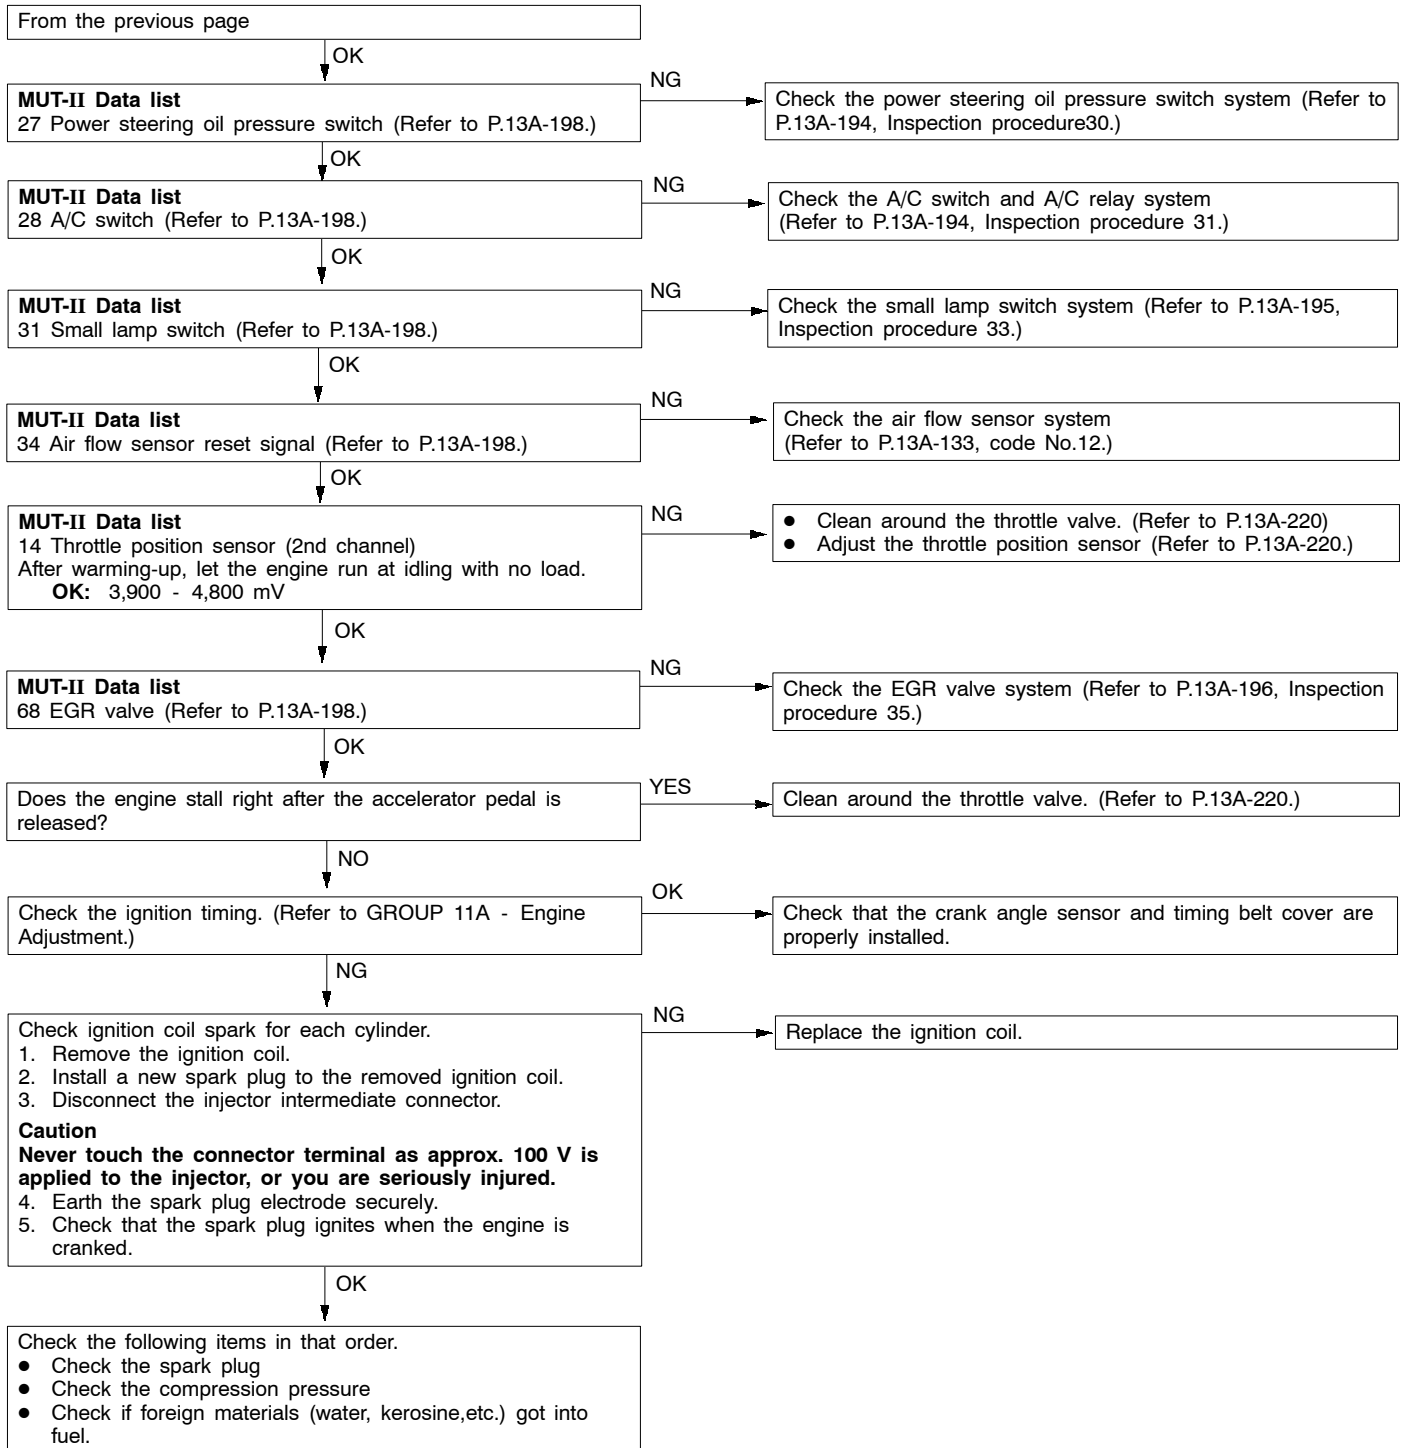 From the previous page
OK
MUT-II Data list
27 Power steering oil pressure switch (Refer to P.13A-198.)
NG
Check the power steering oil pressure switch system (Refer to
P.13A-194, Inspection procedure30.)
OK
MUT-II Data list
28 A/C switch (Refer to P.13A-198.)
NG
Check the A/C switch and A/C relay system
(Refer to P.13A-194, Inspection procedure 31.)
OK
MUT-II Data list
31 Small lamp switch (Refer to P.13A-198.)
NG
Check the small lamp switch system (Refer to P.13A-195,
Inspection procedure 33.)
OK
MUT-II Data list
34 Air flow sensor reset signal (Refer to P.13A-198.)
NG
Check the air flow sensor system
(Refer to P.13A-133, code No.12.)
OK
MUT-II Data list
14 Throttle position sensor (2nd channel)
After warming-up, let the engine run at idling with no load.
OK: 3,900 - 4,800 mV
NG
● Clean around the throttle valve. (Refer to P.13A-220)
● Adjust the throttle position sensor (Refer to P.13A-220.)
OK
MUT-II Data list
68 EGR valve (Refer to P.13A-198.)
NG
Check the EGR valve system (Refer to P.13A-196, Inspection
procedure 35.)
OK
Does the engine stall right after the accelerator pedal is
released?
YES
Clean around the throttle valve. (Refer to P.13A-220.)
NO
Check the ignition timing. (Refer to GROUP 11A - Engine
Adjustment.)
OK
Check that the crank angle sensor and timing belt cover are
properly installed.
NG
Check ignition coil spark for each cylinder.
1. Remove the ignition coil.
2. Install a new spark plug to the removed ignition coil.
3. Disconnect the injector intermediate connector.
Caution
Never touch the connector terminal as approx. 100 V is
applied to the injector, or you are seriously injured.
4. Earth the spark plug electrode securely.
5. Check that the spark plug ignites when the engine is
cranked.
NG
Replace the ignition coil.
OK
Check the following items in that order.
● Check the spark plug
● Check the compression pressure
● Check if foreign materials (water, kerosine,etc.) got into
fuel.